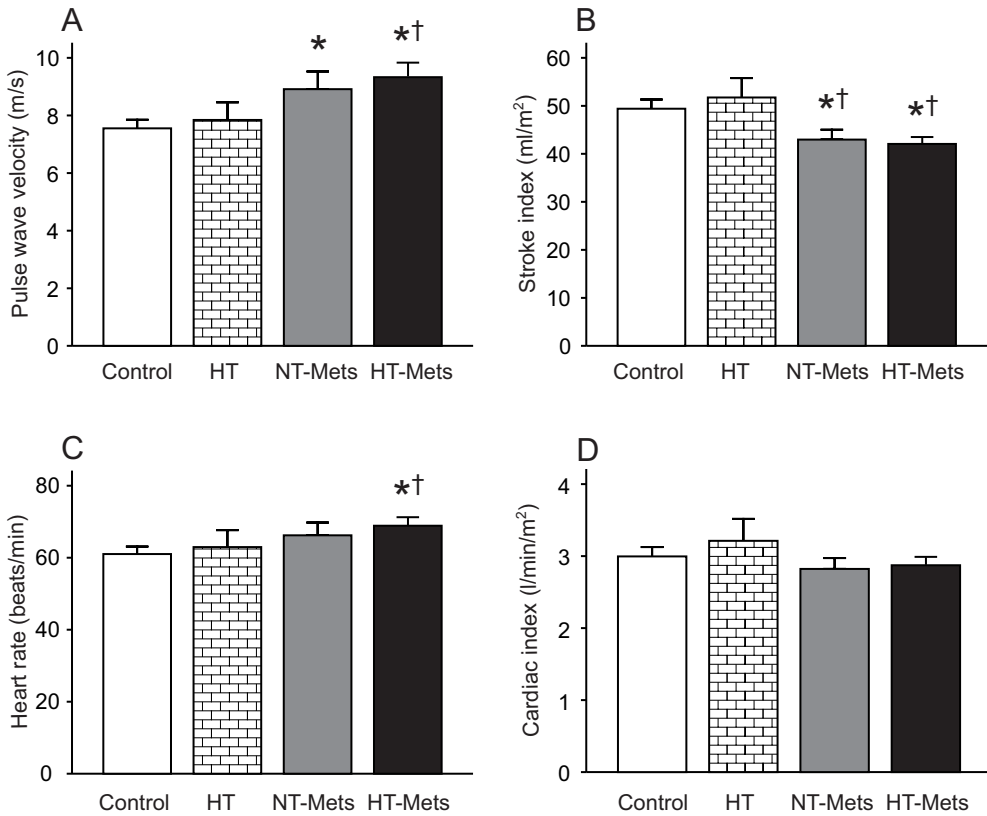 A
Pulse wave velocity (m/s)
10
8
6
4
2
0
* *†
Control HT NT-Mets HT-Mets
B
Stroke index (ml/m²)
60
50
40
30
20
10
0
*† *†
Control HT NT-Mets HT-Mets
C
Heart rate (beats/min)
80
60
40
20
0
*†
Control HT NT-Mets HT-Mets
D
Cardiac index (l/min/m²)
4
3
2
1
0
Control HT NT-Mets HT-Mets